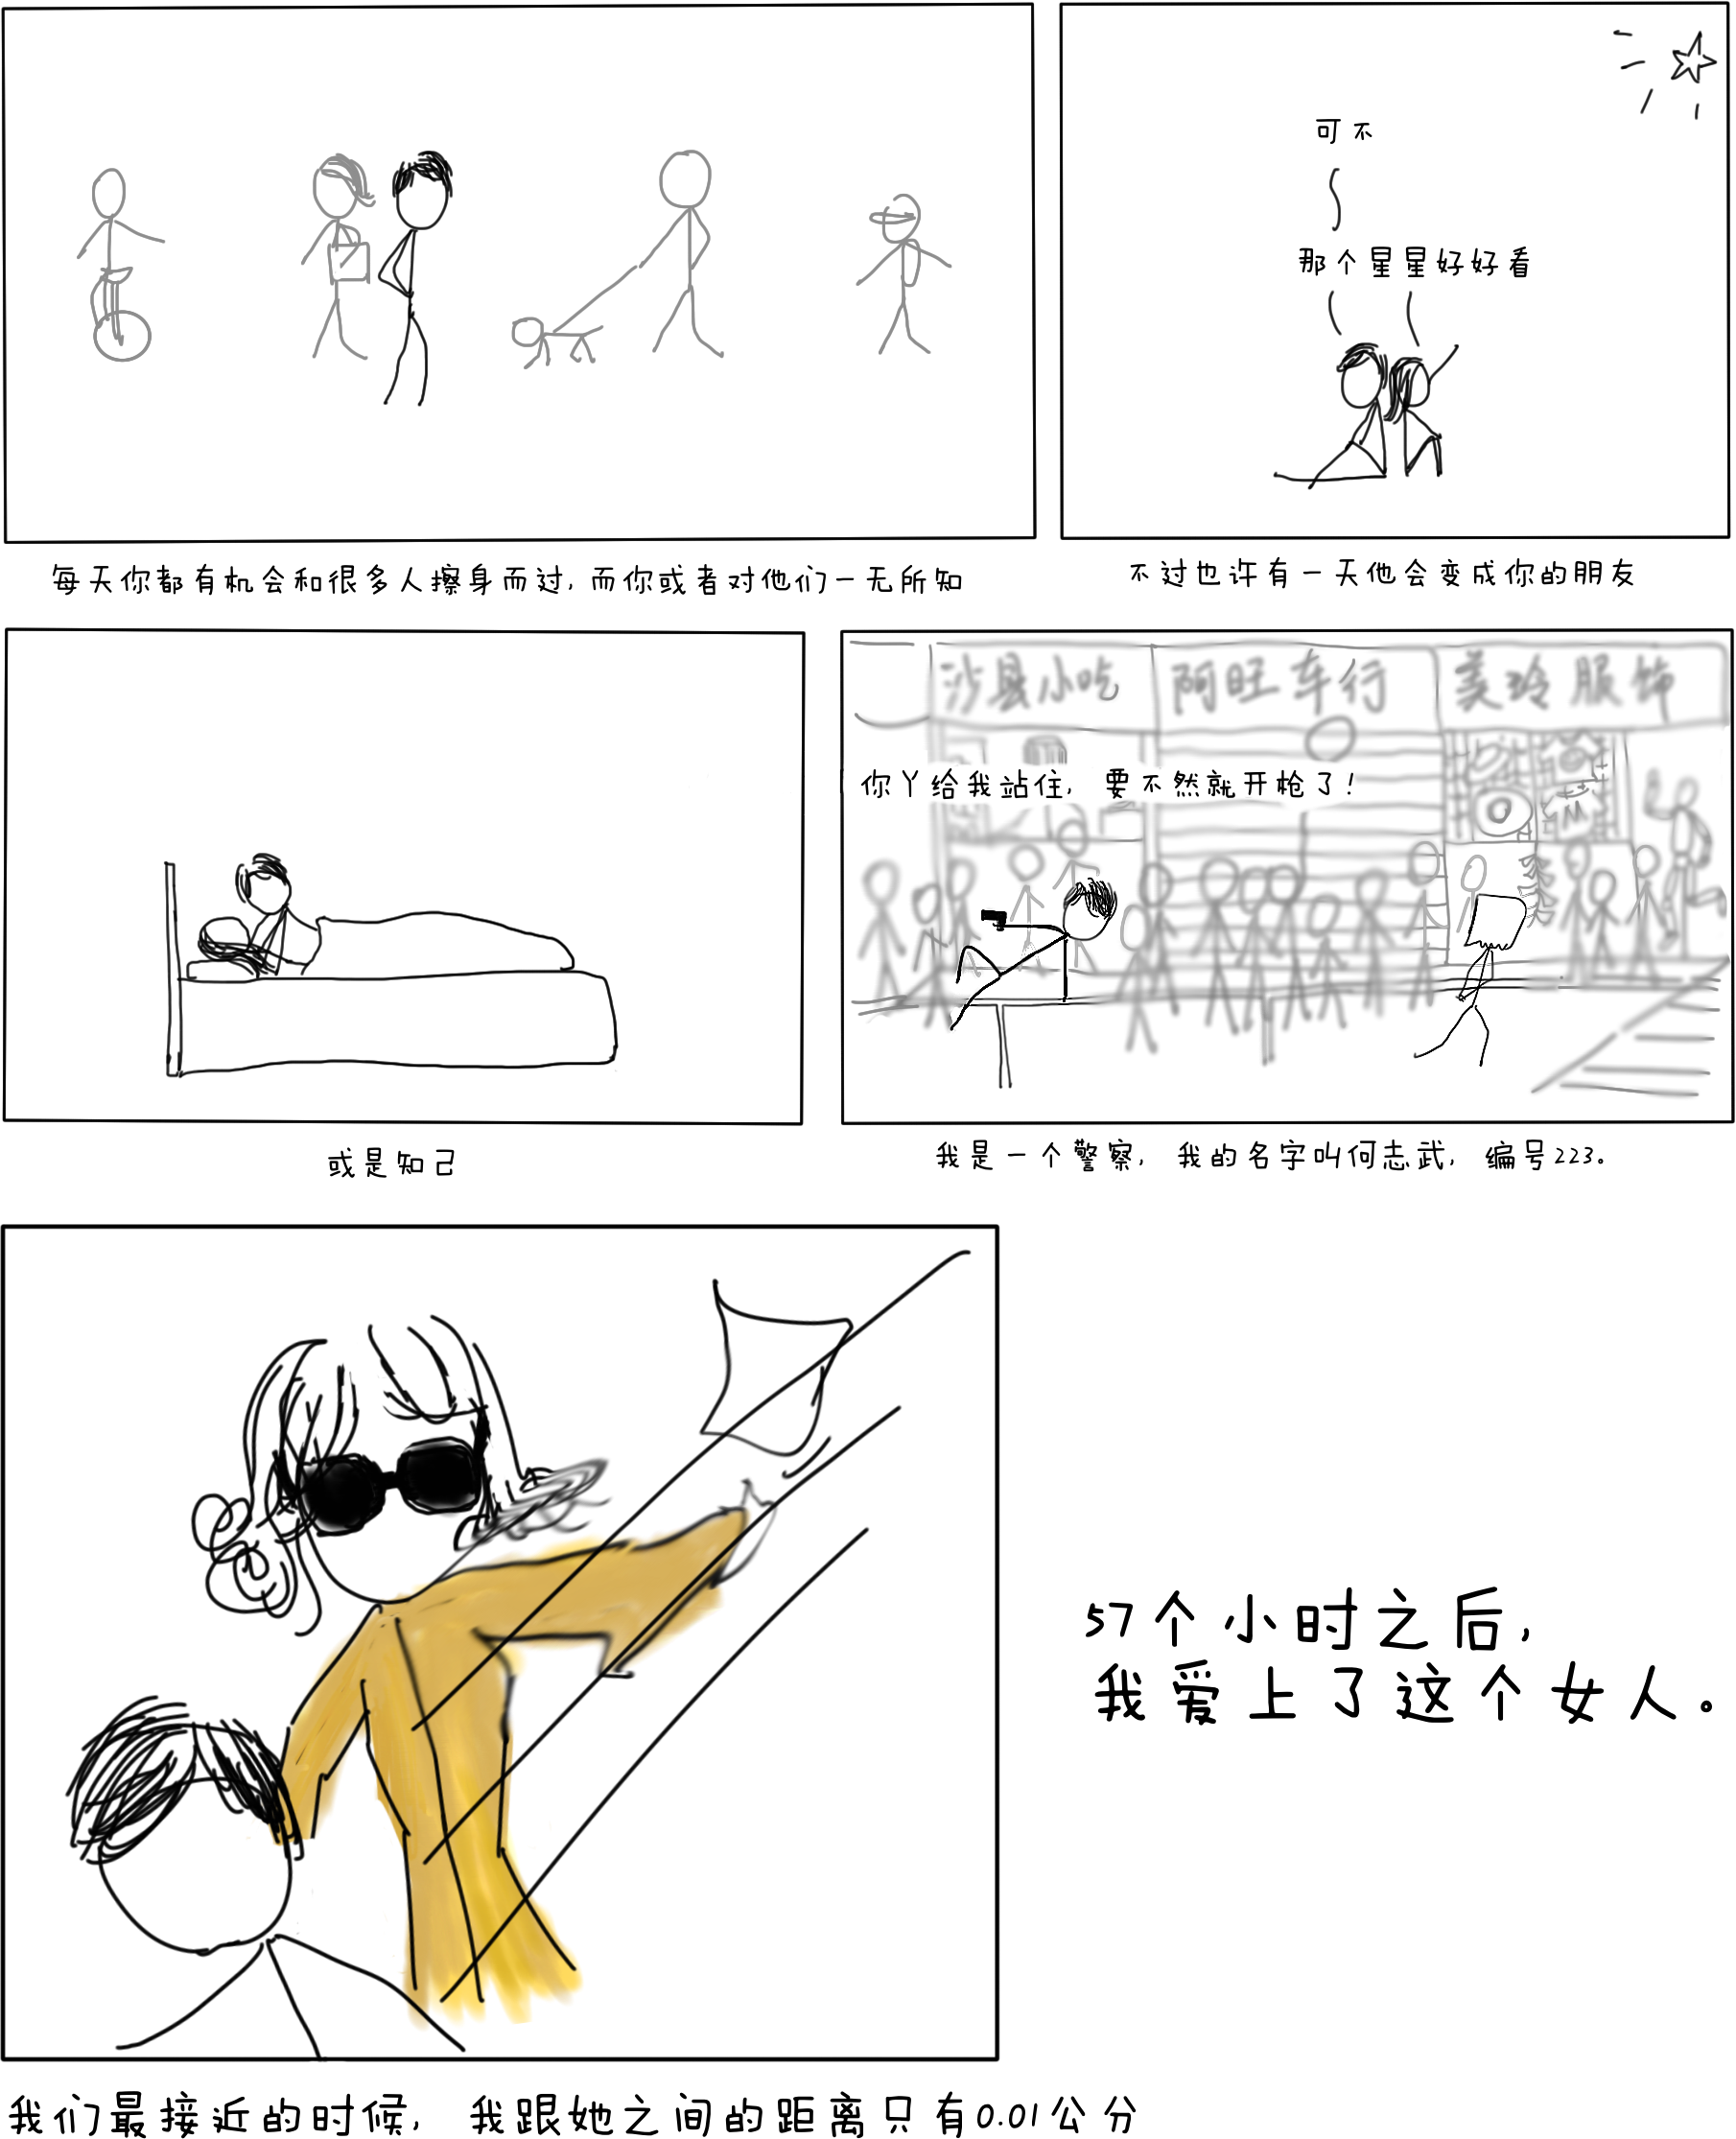 每天你都有机会和很多人擦身而过,而你或者对他们一无所知
可不
那个星星好好看
不过也许有一天他会变成你的朋友
或是知己
沙县小吃
阿旺车行
美玲服饰
你丫给我站住, 要不然就开枪了!
我是一个警察, 我的名字叫何志武, 编号223。
57个小时之后,
我爱上了这个女人。
我们最接近的时候, 我跟她之间的距离只有0.01公分